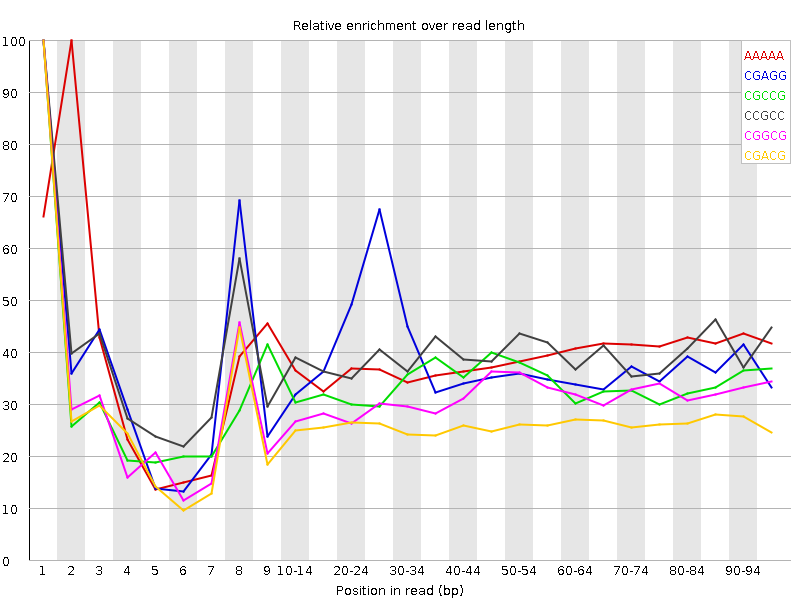 Relative enrichment over read length
100
90
80
70
60
50
40
30
20
10
0
AAAAA
CGAGG
CGCCG
CCGCC
CGGCG
CGACG
1 2 3 4 5 6 7 8 9 10-14 20-24 30-34 40-44 50-54 60-64 70-74 80-84 90-94
Position in read (bp)